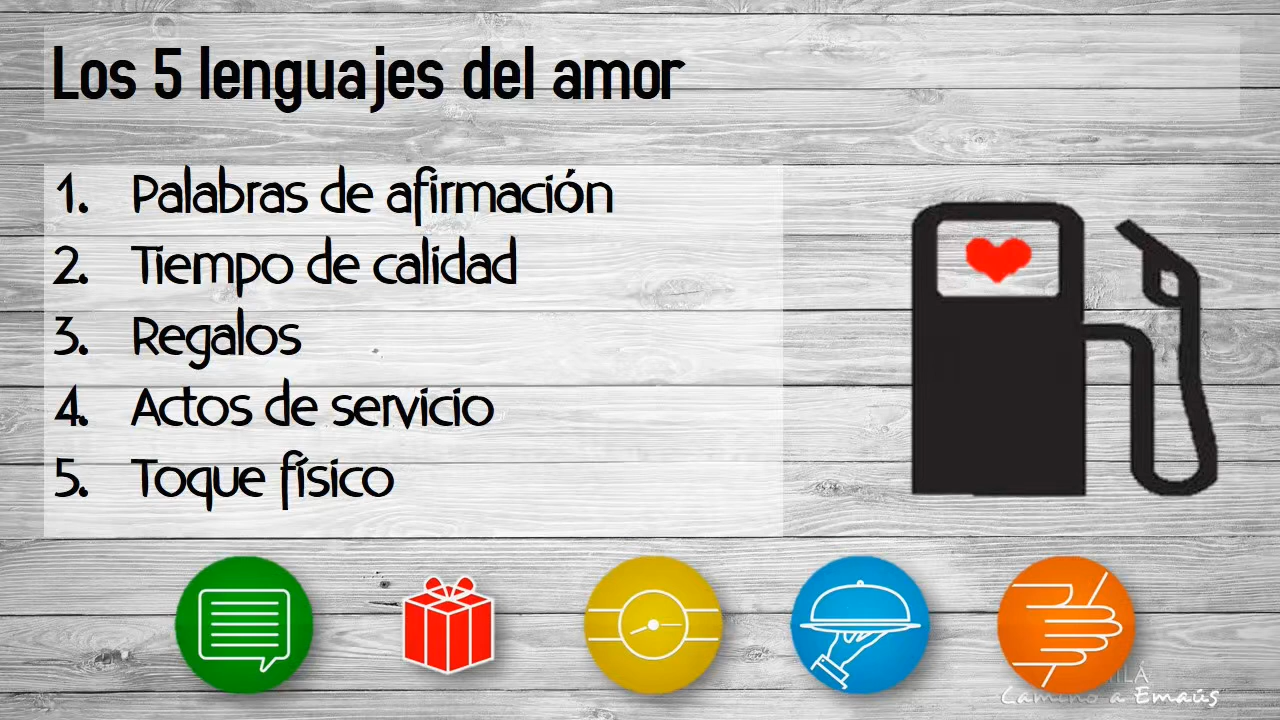 Los 5 lenguajes del amor
1. Palabras de afirmación
2. Tiempo de calidad
3. Regalos
4. Actos de servicio
5. Toque físico
Camino a Emaús